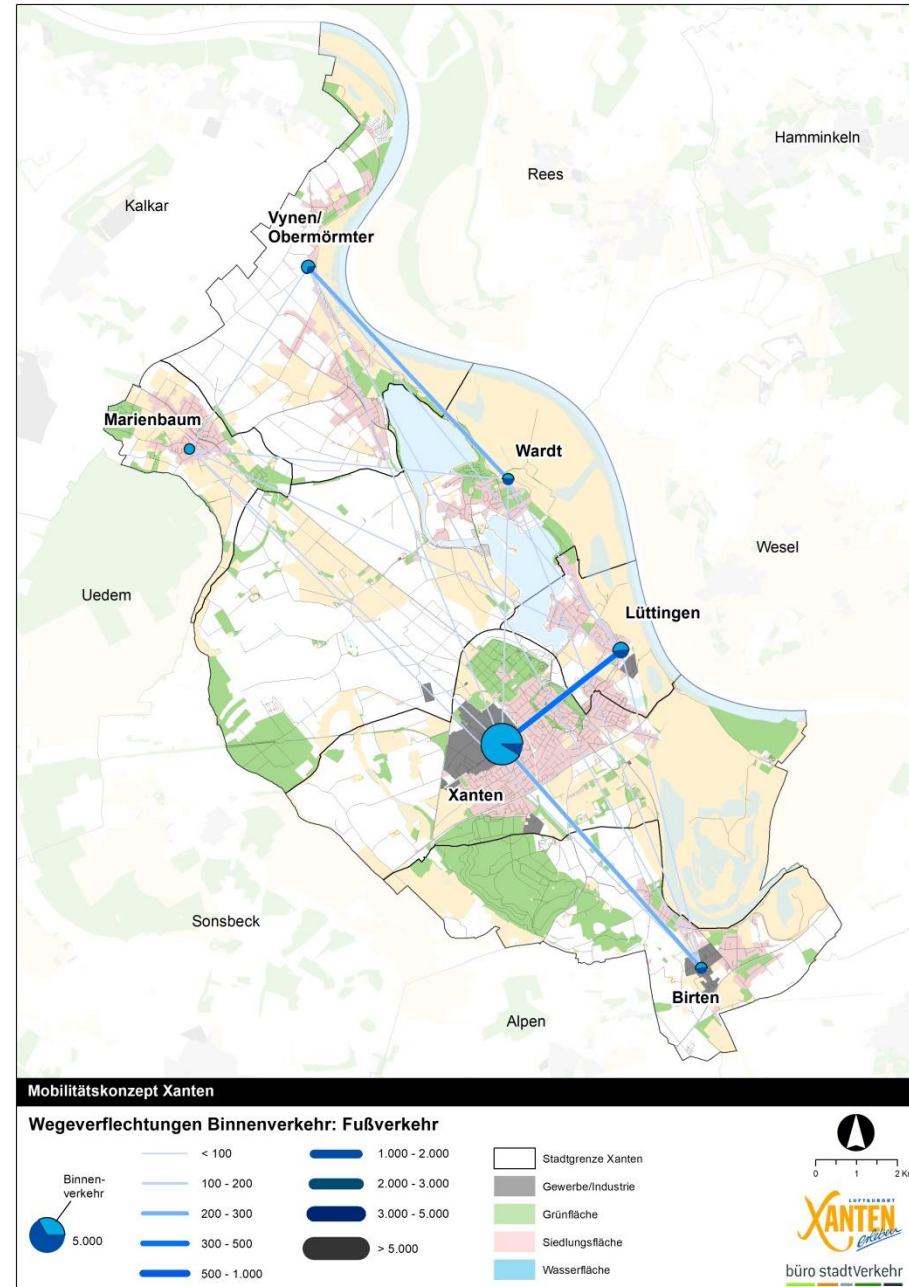 Hamminkeln
Rees
Kalkar
Vynen/
Obermörmter
Marienbaum
Wardt
Wesel
Uedem
Lüttingen
Xanten
Sonsbeck
Birten
Alpen
Mobilitätskonzept Xanten
Wegeverflechtungen Binnenverkehr: Fußverkehr
Binnen-
verkehr
5.000
< 100
100 - 200
200 - 300
300 - 500
500 - 1.000
1.000 - 2.000
2.000 - 3.000
3.000 - 5.000
> 5.000
Stadtgrenze Xanten
Gewerbe/Industrie
Grünfläche
Siedlungsfläche
Wasserfläche
0 1 2 Km
LUFTKURORT
XANTEN
Erleben
büro stadtVerkehr